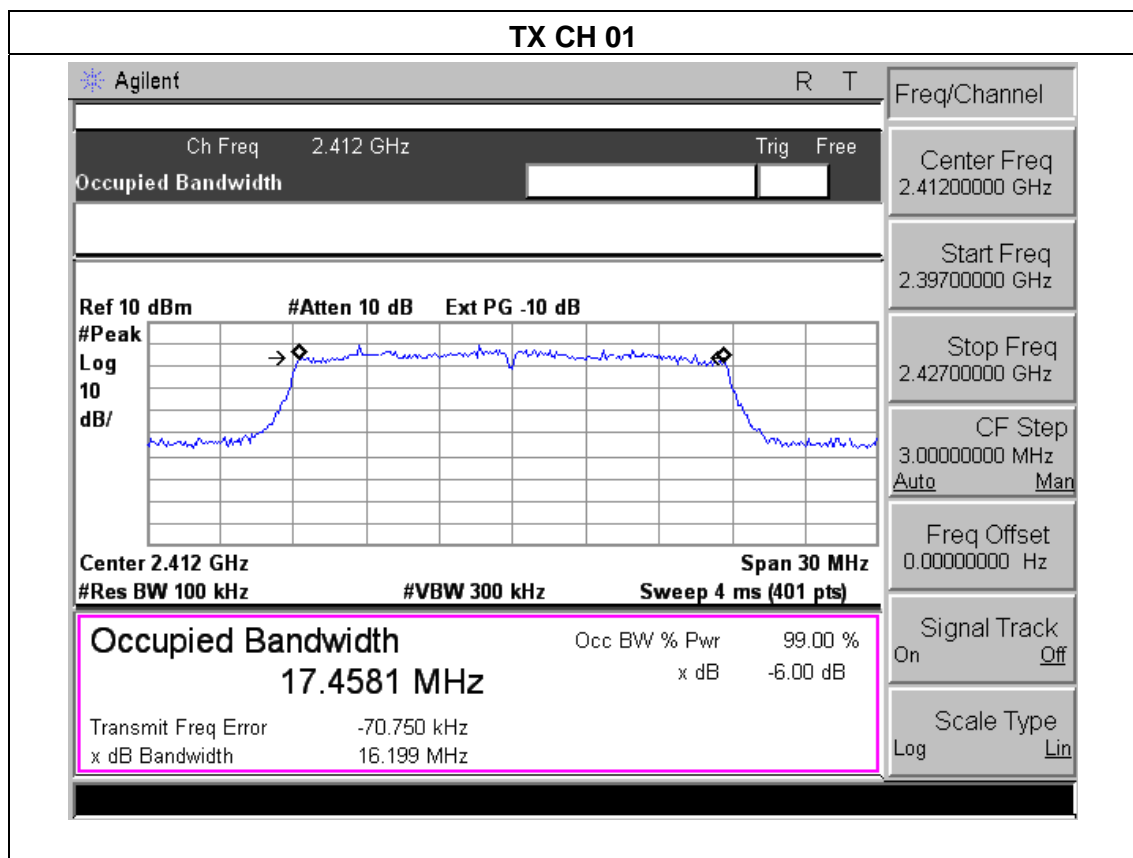 TX CH 01
Agilent R T
Freq/Channel
Ch Freq 2.412 GHz Trig Free
Occupied Bandwidth
Center Freq
2.41200000 GHz
Start Freq
2.39700000 GHz
Stop Freq
2.42700000 GHz
CF Step
3.00000000 MHz
Auto Man
Freq Offset
0.00000000 Hz
Signal Track
On Off
Scale Type
Log Lin
Ref 10 dBm #Atten 10 dB Ext PG -10 dB
#Peak
Log
10
dB/
Center 2.412 GHz Span 30 MHz
#Res BW 100 kHz #VBW 300 kHz Sweep 4 ms (401 pts)
Occupied Bandwidth Occ BW % Pwr 99.00 %
17.4581 MHz x dB -6.00 dB
Transmit Freq Error -70.750 kHz
x dB Bandwidth 16.199 MHz